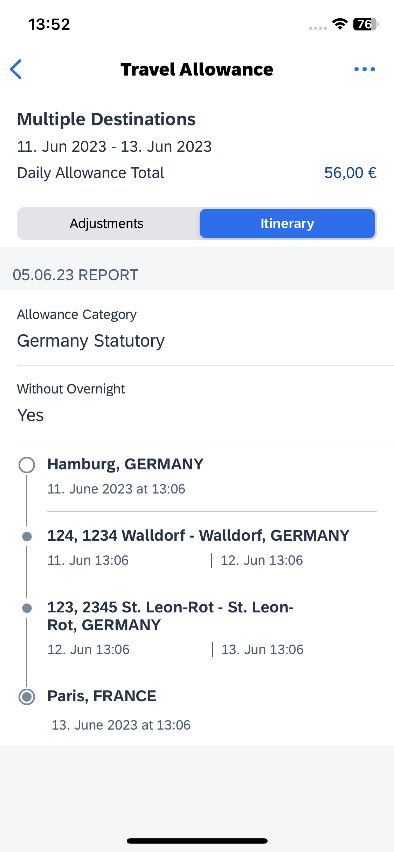 13:52
76
Travel Allowance
Multiple Destinations
11. Jun 2023 - 13. Jun 2023
Daily Allowance Total 56,00 €
Adjustments Itinerary
05.06.23 REPORT
Allowance Category
Germany Statutory
Without Overnight
Yes
Hamburg, GERMANY
11. June 2023 at 13:06
124, 1234 Walldorf - Walldorf, GERMANY
11. Jun 13:06 | 12. Jun 13:06
123, 2345 St. Leon-Rot - St. Leon-
Rot, GERMANY
12. Jun 13:06 | 13. Jun 13:06
Paris, FRANCE
13. June 2023 at 13:06